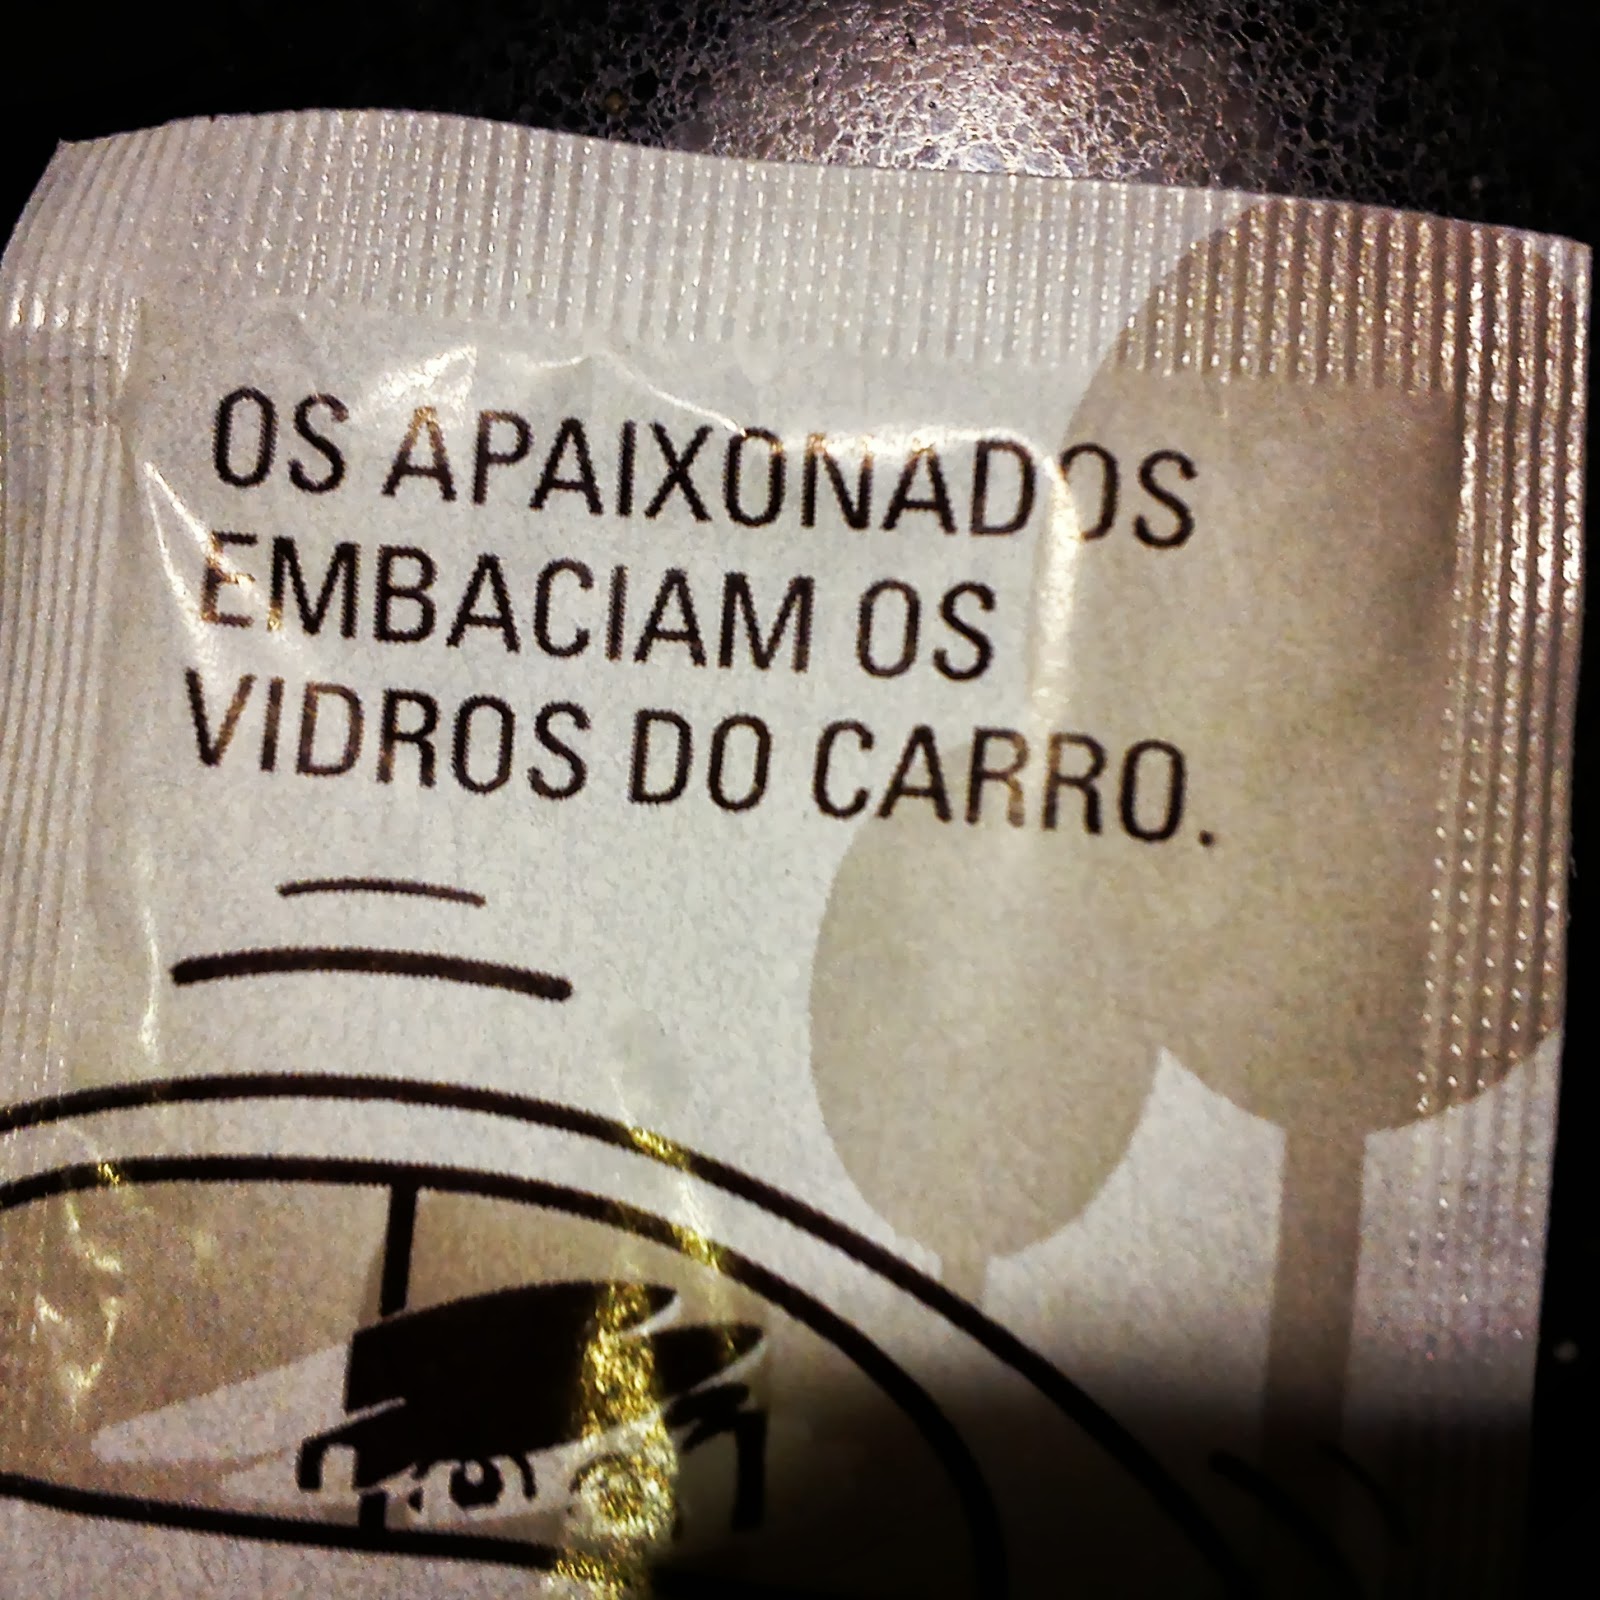 OS APAIXONADOS
EMBACIAM OS
VIDROS DO CARRO.